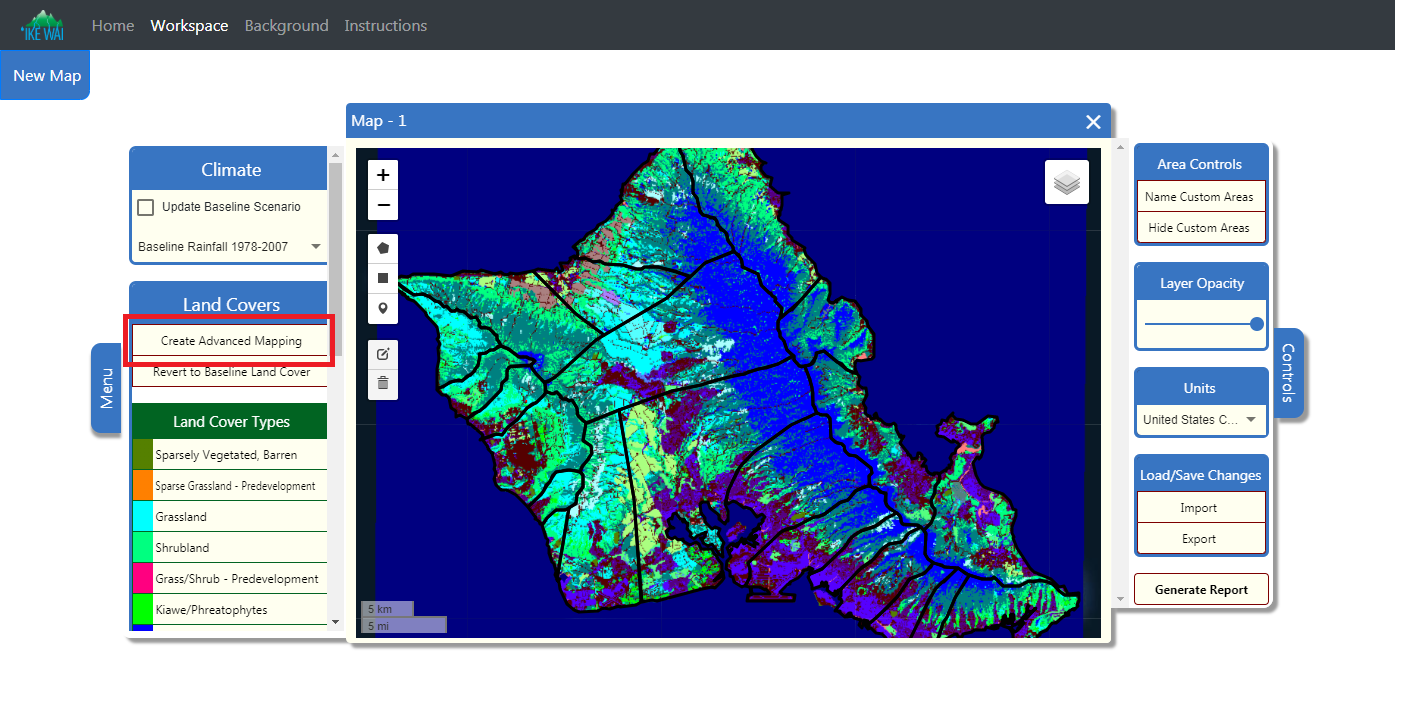 'IKE WAI
Home
Workspace
Background
Instructions
New Map
Map - 1
Menu
Climate
Update Baseline Scenario
Baseline Rainfall 1978-2007
Land Covers
Create Advanced Mapping
Revert to Baseline Land Cover
Land Cover Types
Sparsely Vegetated, Barren
Sparse Grassland - Predevelopment
Grassland
Shrubland
Grass/Shrub - Predevelopment
Kiawe/Phreatophytes
+
−
5 km
5 mi
Area Controls
Name Custom Areas
Hide Custom Areas
Layer Opacity
Units
United States C...
Load/Save Changes
Import
Export
Generate Report
Controls